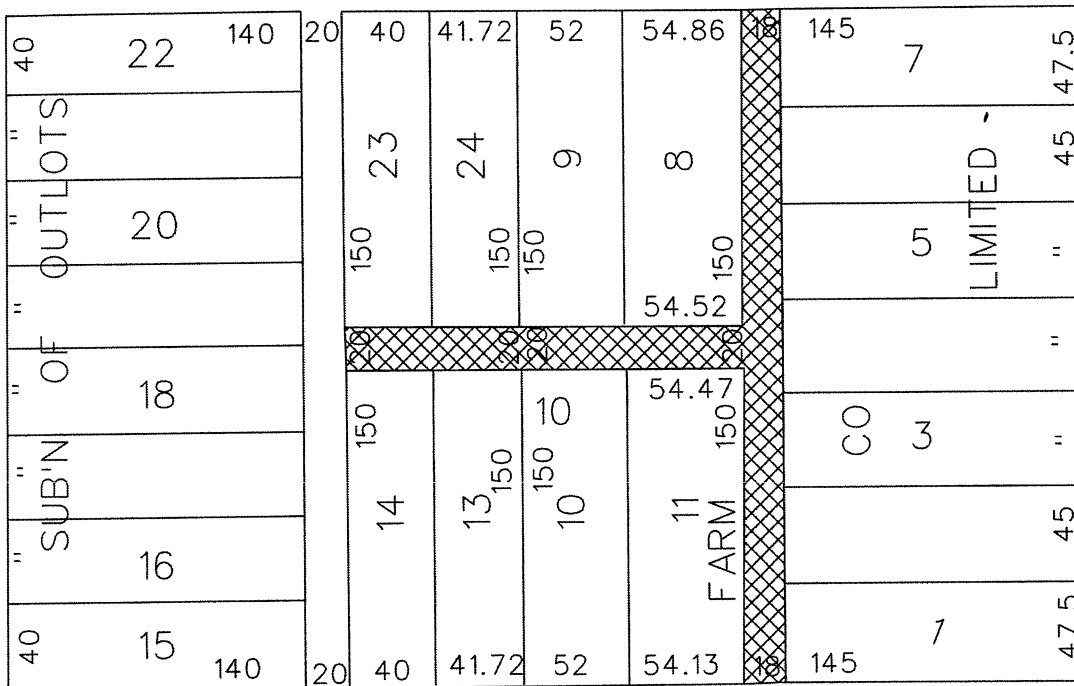 40 22 140 20 40 41.72 52 54.86 18 145 7 47.5
" 23 24 9 8 45
" 20 150 150 150 150 5 "
" 54.52 "
20 20 20 20
" 18 54.47
150 10 150 3 "
" 150 150
14 13 10 11 45
" 16
40 15 140 20 40 41.72 52 54.13 18 145 1 47.5
SUB'N OF OUTLOTS
FARM
CO
LIMITED -